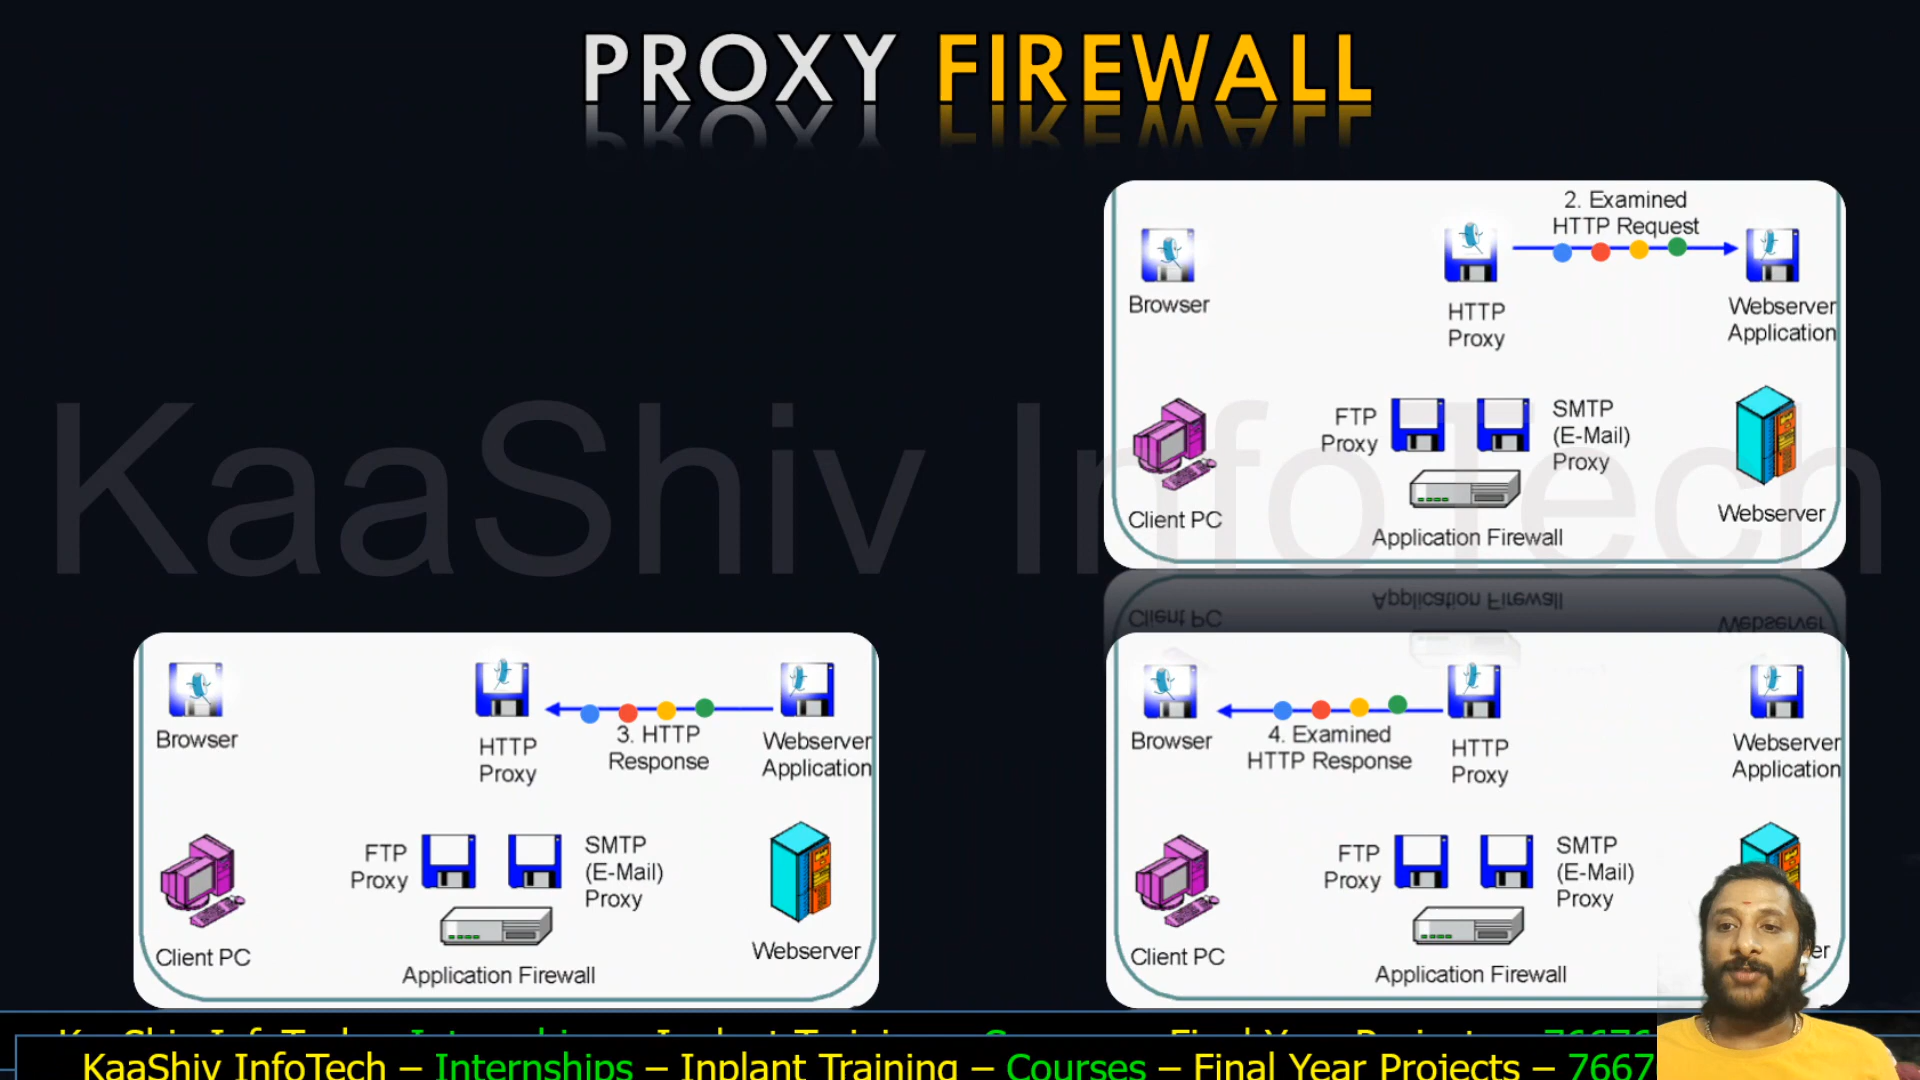 PROXY FIREWALL
2. Examined
HTTP Request
Browser
HTTP
Proxy
Webserver
Application
FTP
Proxy
SMTP
(E-Mail)
Proxy
Client PC
Application Firewall
Webserver
KaaShiv InfoTech
Browser
HTTP
Proxy
3. HTTP
Response
Webserver
Application
FTP
Proxy
SMTP
(E-Mail)
Proxy
Client PC
Application Firewall
Webserver
Browser
4. Examined
HTTP Response
HTTP
Proxy
Webserver
Application
FTP
Proxy
SMTP
(E-Mail)
Proxy
Client PC
Application Firewall
KaaShiv InfoTech – Internships – Inplant Training – Courses – Final Year Projects – 7667